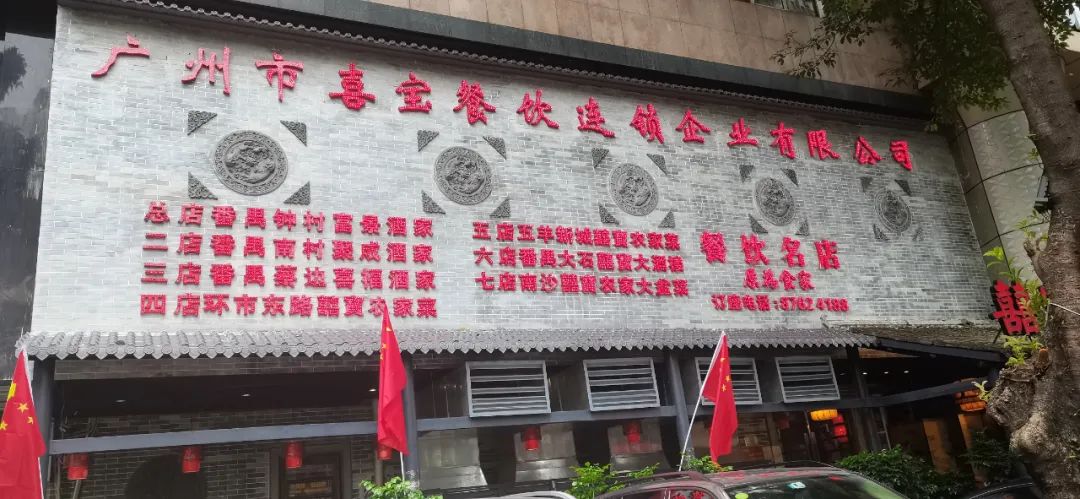 广州市喜宝餐饮连锁企业有限公司
总店番禺钟村富景酒家
二店番禺南村聚成酒家
三店番禺蔡边喜福酒家
四店环市东路囍寶农家菜
五店五羊新城囍寶农家菜
六店番禺大石囍寶大酒楼
七店南沙囍寶农家大盆菜
餐饮名店
食家
订座电话:3762 4188
囍